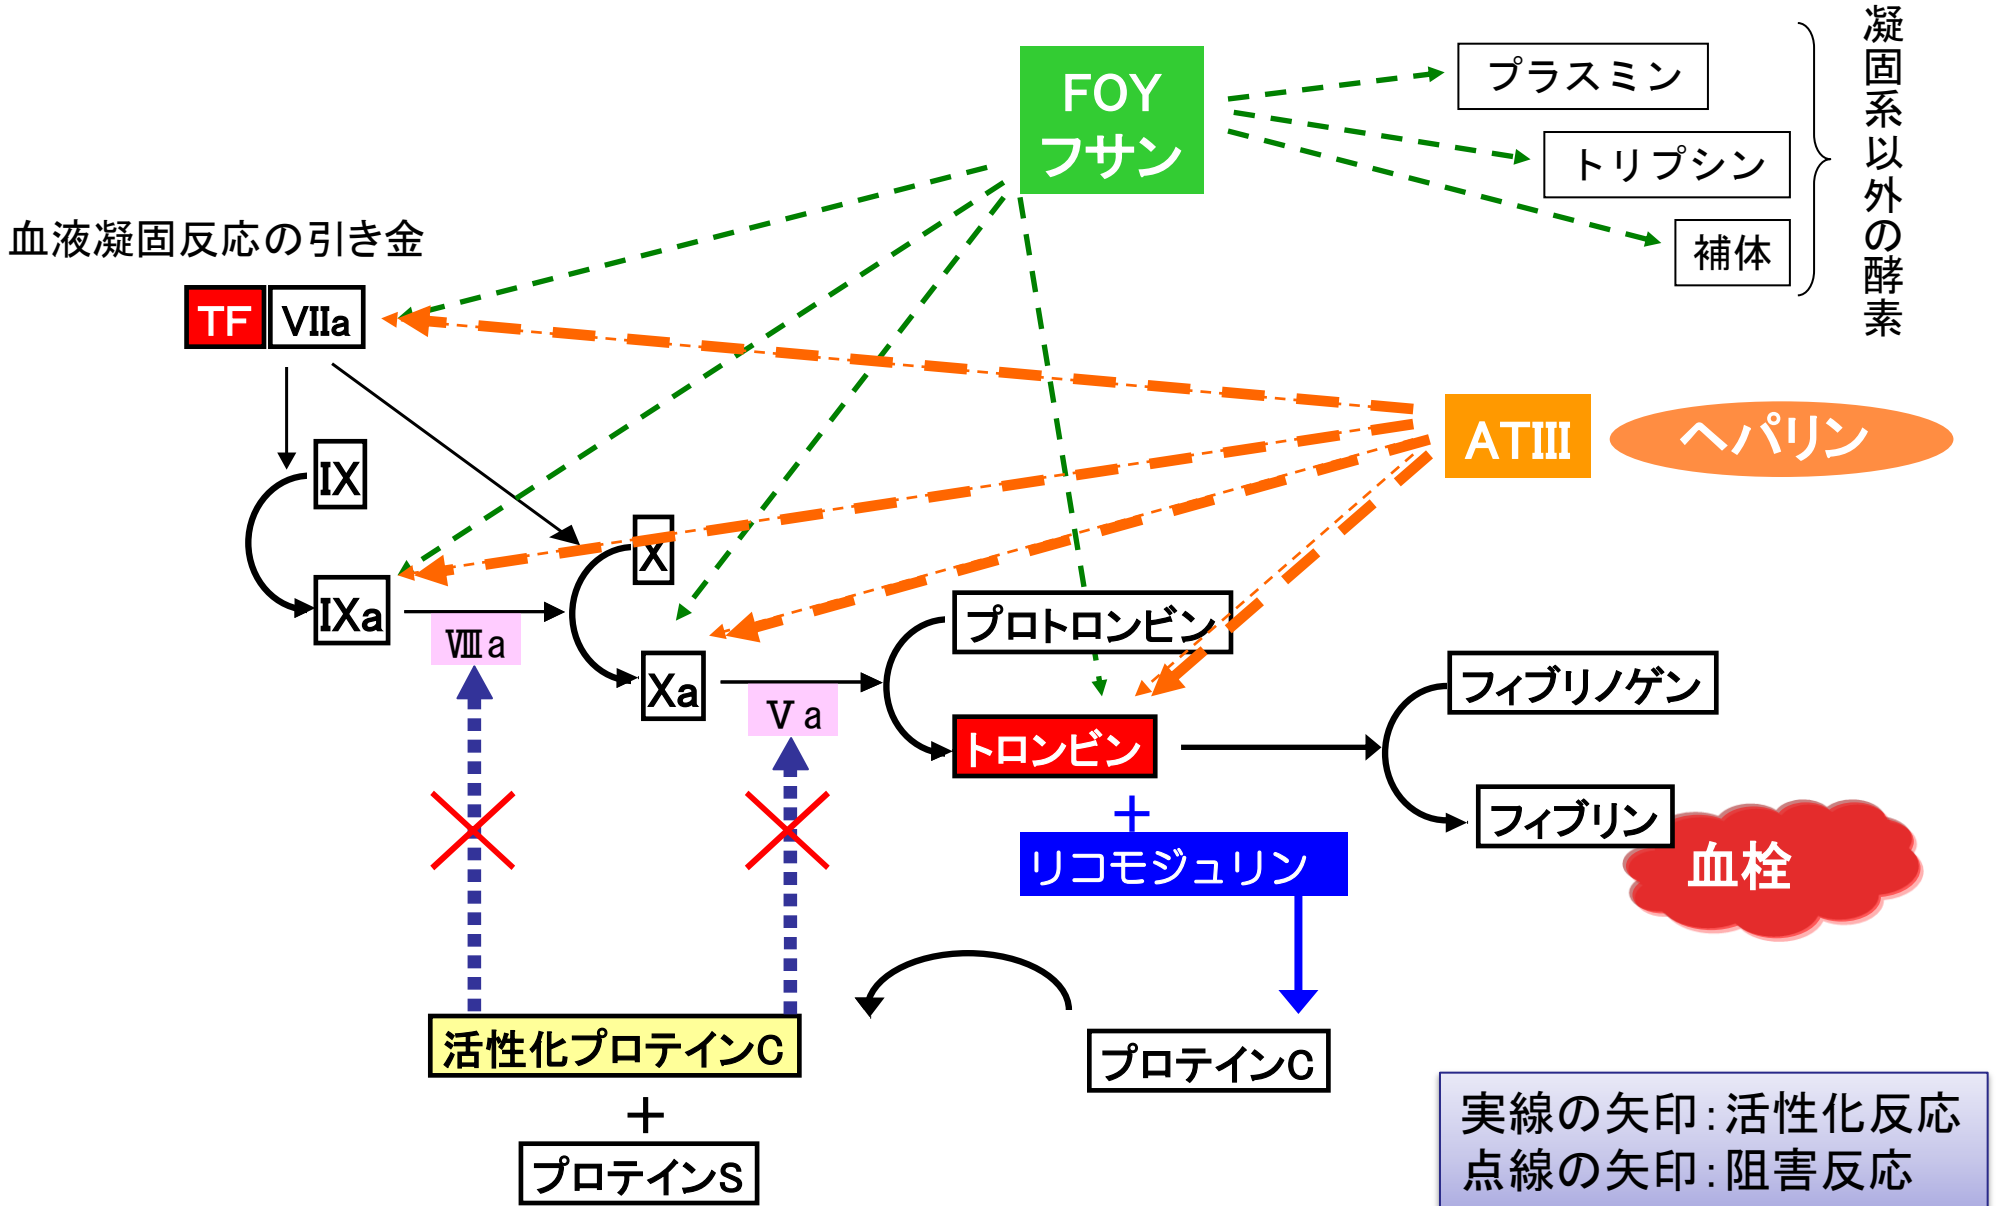 FOY
フサン
プラスミン
トリプシン
補体
凝固系以外の酵素
血液凝固反応の引き金
TF
VIIa
ATIII
ヘパリン
IX
X
IXa
Ⅷa
Xa
Ⅴa
プロトロンビン
トロンビン
フィブリノゲン
フィブリン
血栓
+
リコモジュリン
活性化プロテインC
プロテインC
+
プロテインS
実線の矢印：活性化反応
点線の矢印：阻害反応